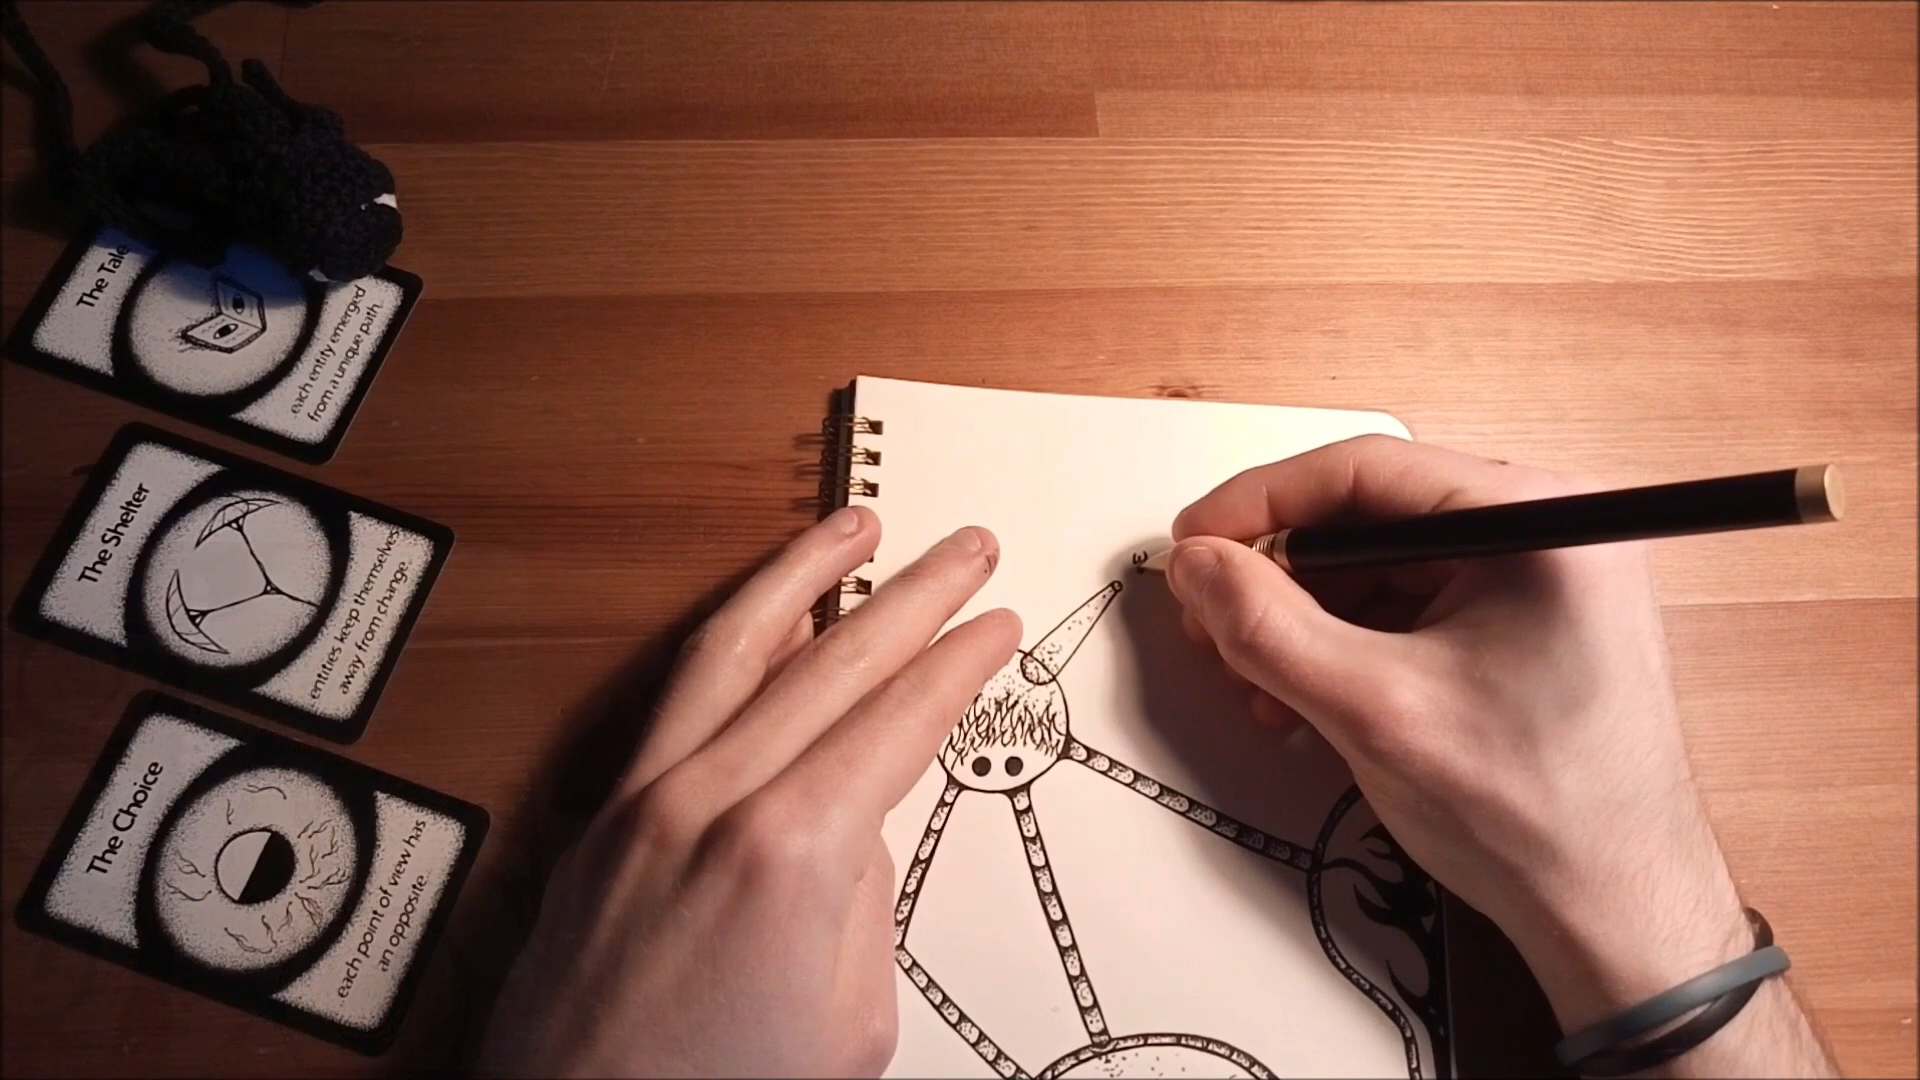 The Tale
each entity emerged
from a unique path.
The Shelter
entities keep themselves
away from change.
The Choice
each point of view has
an opposite.